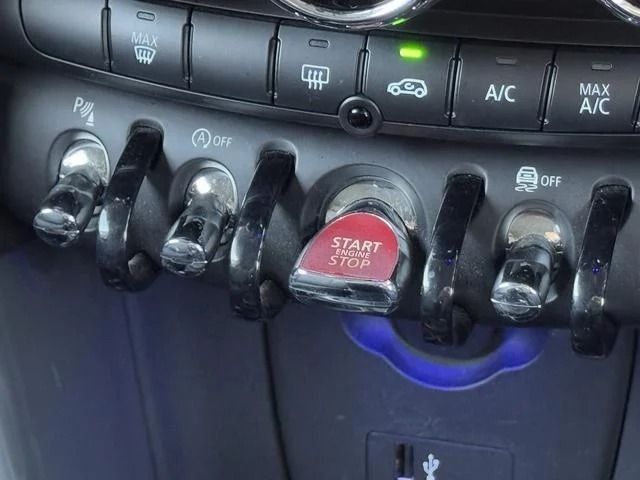 MAX
A/C
MAX
A/C
P
A OFF
OFF
START
ENGINE
STOP